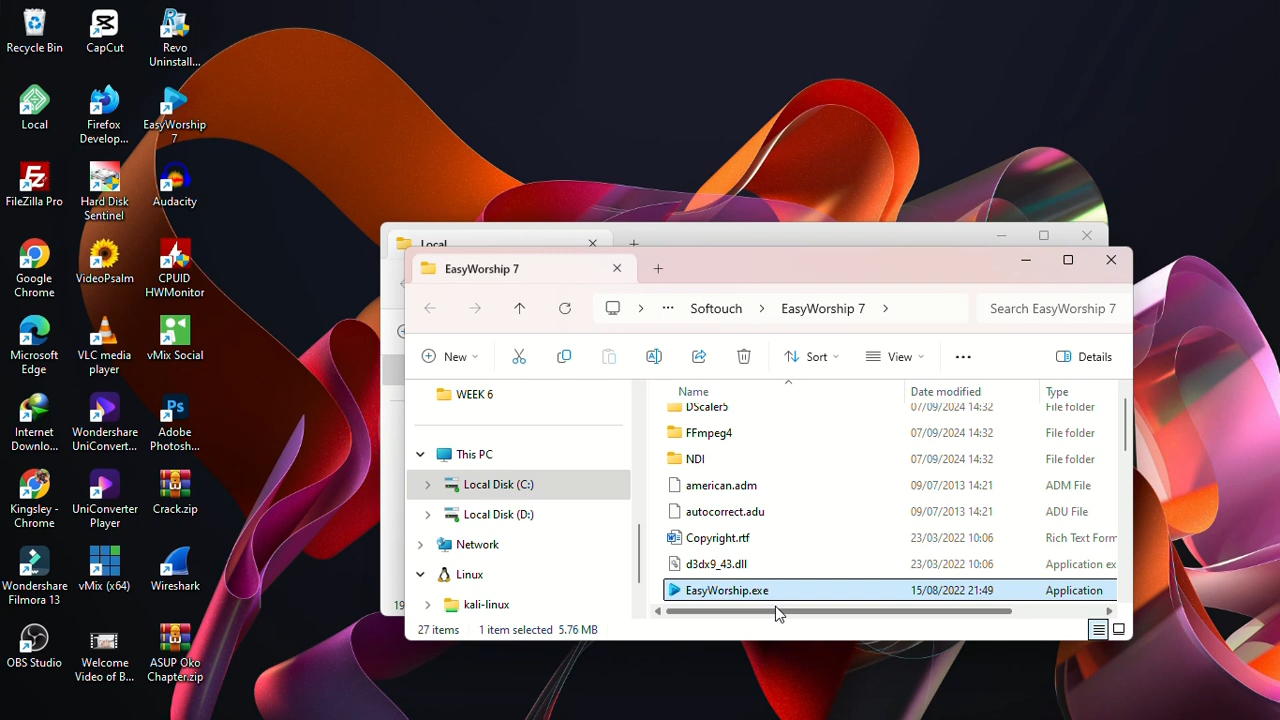 Recycle Bin
CapCut
Revo
Uninstall...
Local
Firefox
Develop...
EasyWorship
7
FileZilla Pro
Hard Disk
Sentinel
Audacity
Google
Chrome
VideoPsalm
CPUID
HWMonitor
Microsoft
Edge
VLC media
player
vMix Social
Internet
Downlo...
Wondershare
UniConvert...
Adobe
Photosh...
Kingsley -
Chrome
UniConverter
Player
Crack.zip
Wondershare
Filmora 13
vMix (x64)
Wireshark
OBS Studio
Welcome
Video of B...
ASUP Oko
Chapter.zip
Local
EasyWorship 7
Softouch
EasyWorship 7
Search EasyWorship 7
New
Sort
View
Details
WEEK 6
This PC
Local Disk (C:)
Local Disk (D:)
Network
Linux
kali-linux
Name Date modified Type
DScaler5 07/09/2024 14:32 File folder
FFmpeg4 07/09/2024 14:32 File folder
NDI 07/09/2024 14:32 File folder
american.adm 09/07/2013 14:21 ADM File
autocorrect.adu 09/07/2013 14:21 ADU File
Copyright.rtf 23/03/2022 10:06 Rich Text Form
d3dx9_43.dll 23/03/2022 10:06 Application ex
EasyWorship.exe 15/08/2022 21:49 Application
19
27 items 1 item selected 5.76 MB